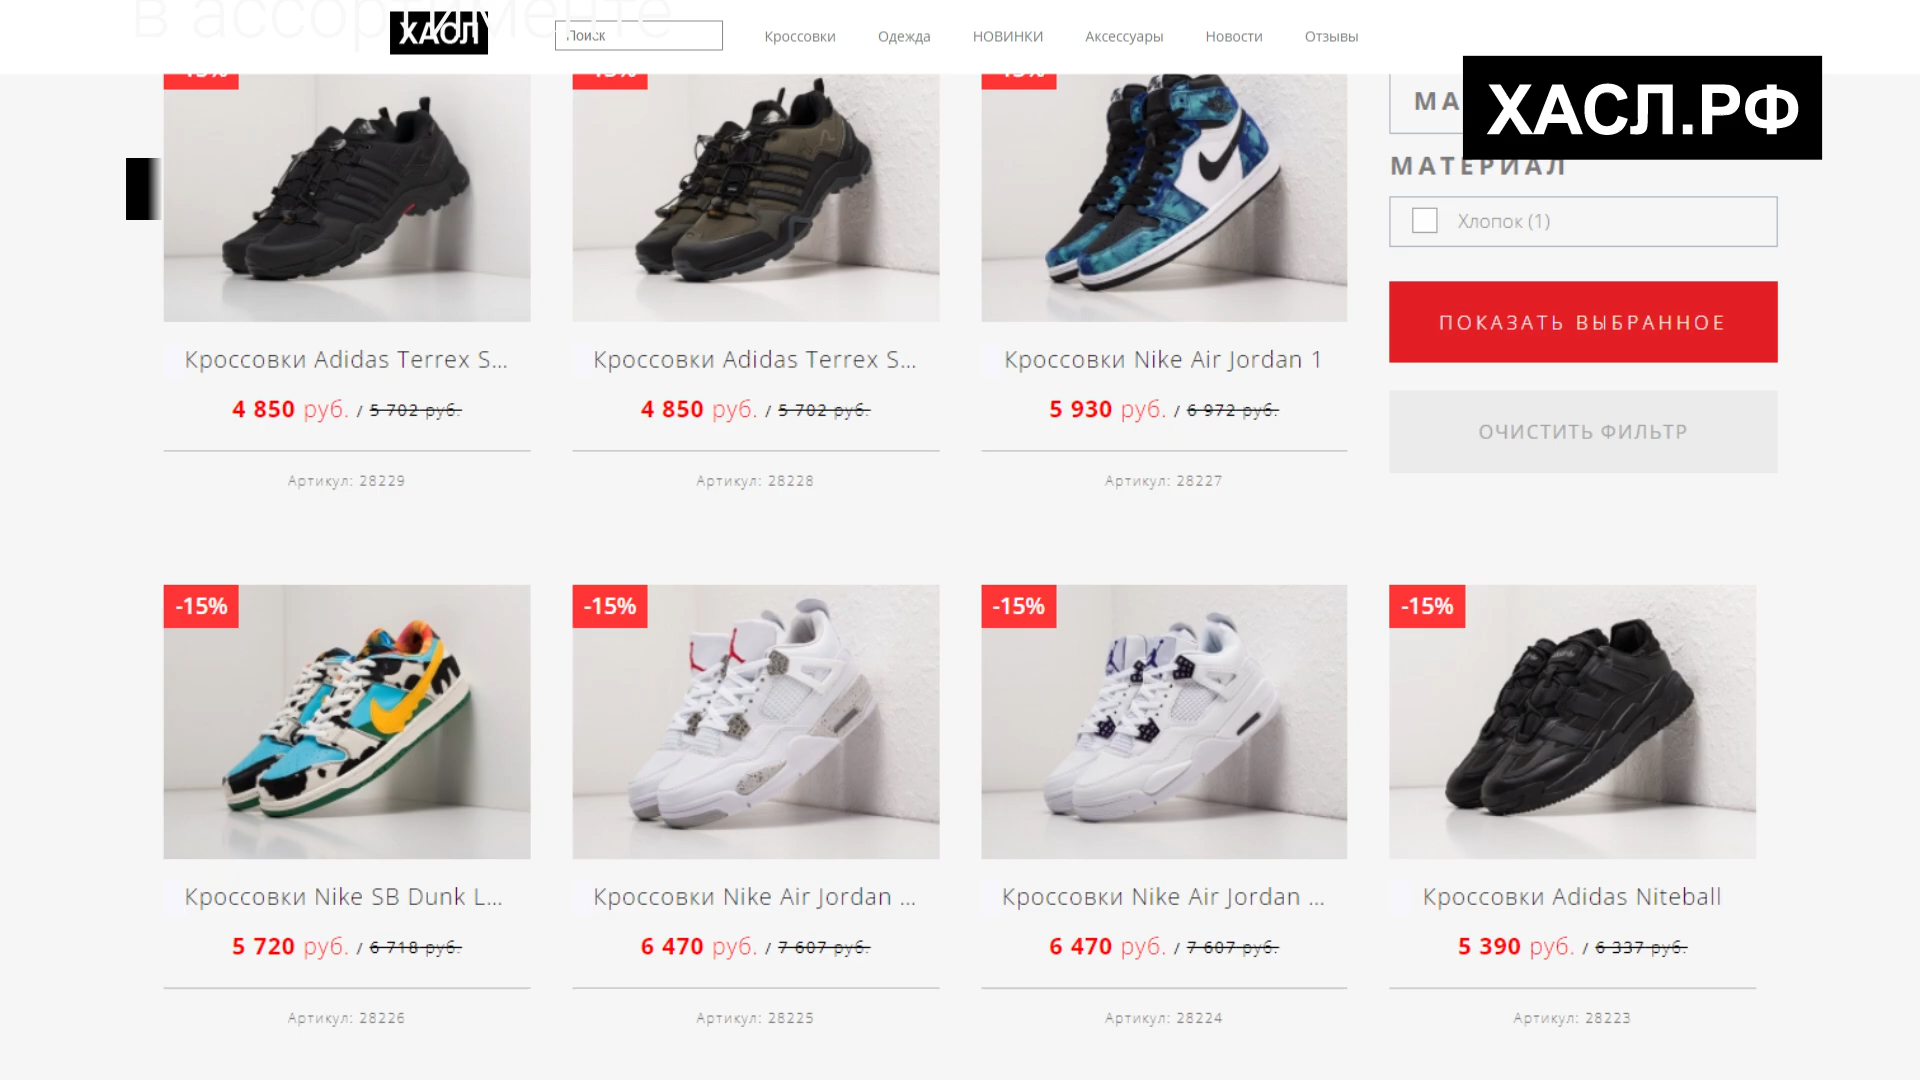 в ассортименте
ХАСЛ
Поиск
Кроссовки
Одежда
НОВИНКИ
Аксессуары
Новости
Отзывы
ХАСЛ.РФ
-15%
-15%
-15%
МА
МАТЕРИАЛ
Хлопок (1)
ПОКАЗАТЬ ВЫБРАННОЕ
ОЧИСТИТЬ ФИЛЬТР
Кроссовки Adidas Terrex S...
4 850 руб. / 5 702 руб.
Артикул: 28229
Кроссовки Adidas Terrex S...
4 850 руб. / 5 702 руб.
Артикул: 28228
Кроссовки Nike Air Jordan 1
5 930 руб. / 6 972 руб.
Артикул: 28227
-15%
Кроссовки Nike SB Dunk L...
5 720 руб. / 6 718 руб.
Артикул: 28226
-15%
Кроссовки Nike Air Jordan ...
6 470 руб. / 7 607 руб.
Артикул: 28225
-15%
Кроссовки Nike Air Jordan ...
6 470 руб. / 7 607 руб.
Артикул: 28224
-15%
Кроссовки Adidas Niteball
5 390 руб. / 6 337 руб.
Артикул: 28223